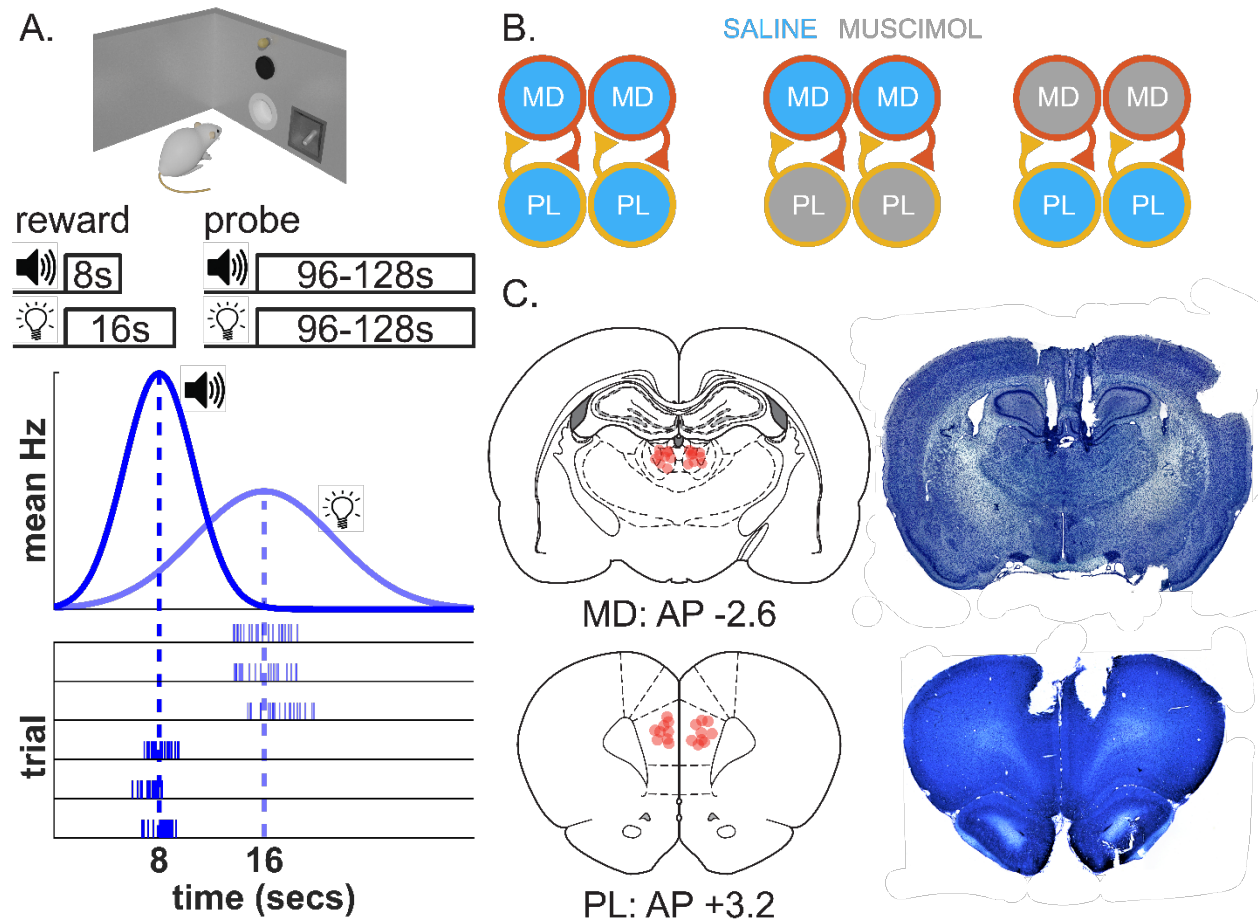 A.
reward
probe
8s
96-128s
16s
96-128s
mean Hz
trial
8
16
time (secs)
B.
SALINE MUSCIMOL
MD MD MD MD MD MD
PL PL PL PL PL PL
C.
MD: AP -2.6
PL: AP +3.2